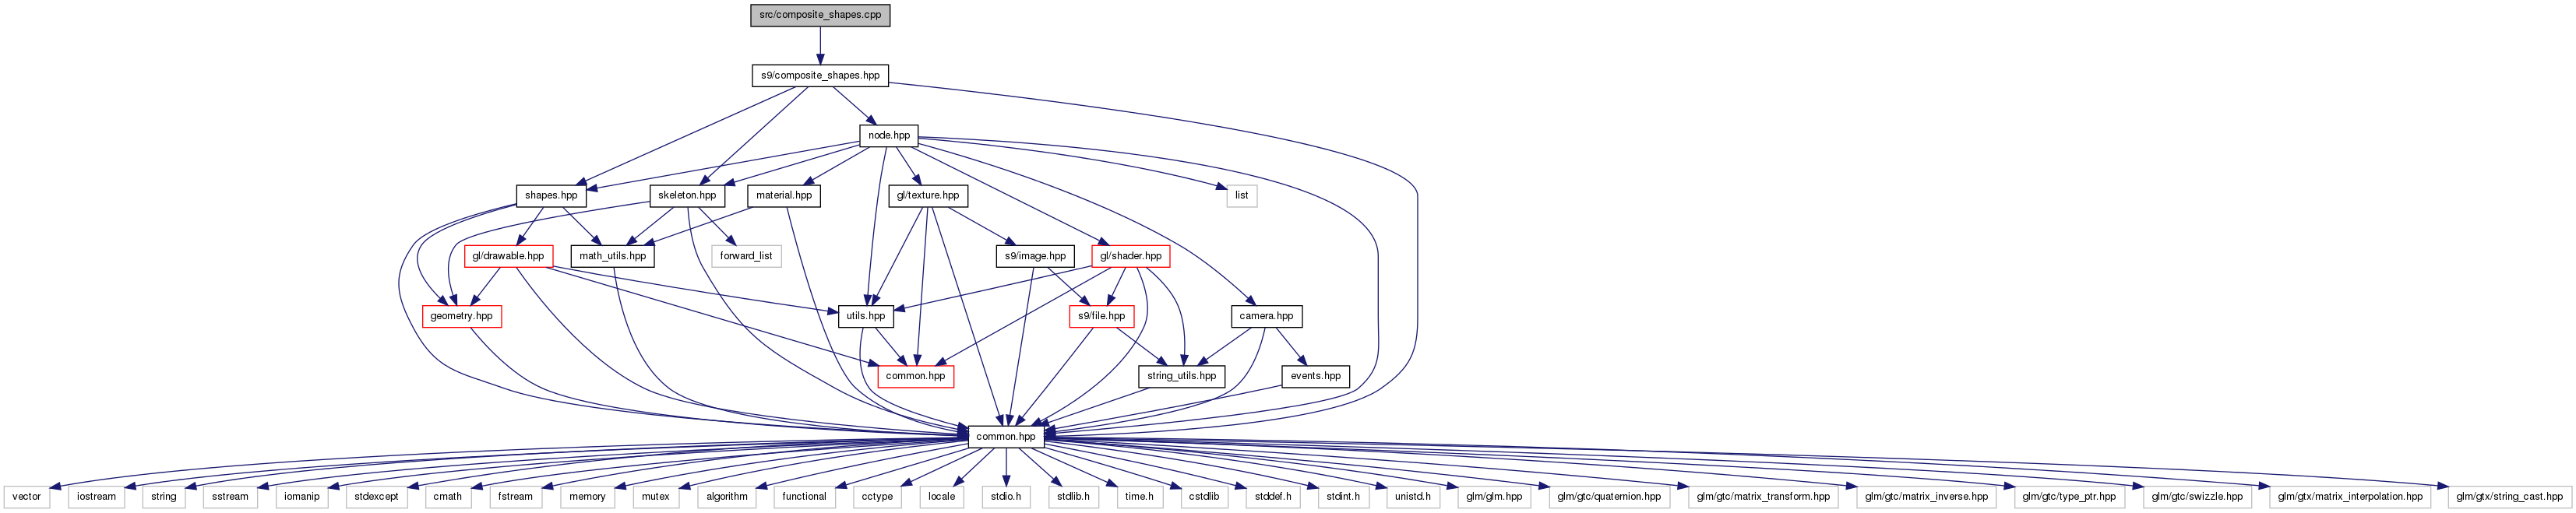 src/composite_shapes.cpp
s9/composite_shapes.hpp
node.hpp
shapes.hpp
skeleton.hpp
material.hpp
gl/texture.hpp
list
gl/drawable.hpp
math_utils.hpp
forward_list
s9/image.hpp
gl/shader.hpp
geometry.hpp
utils.hpp
s9/file.hpp
camera.hpp
common.hpp
string_utils.hpp
events.hpp
common.hpp
vector
iostream
string
sstream
iomanip
stdexcept
cmath
fstream
memory
mutex
algorithm
functional
cctype
locale
stdio.h
stdlib.h
time.h
cstdlib
stddef.h
stdint.h
unistd.h
glm/glm.hpp
glm/gtc/quaternion.hpp
glm/gtc/matrix_transform.hpp
glm/gtc/matrix_inverse.hpp
glm/gtc/type_ptr.hpp
glm/gtc/swizzle.hpp
glm/gtx/matrix_interpolation.hpp
glm/gtx/string_cast.hpp